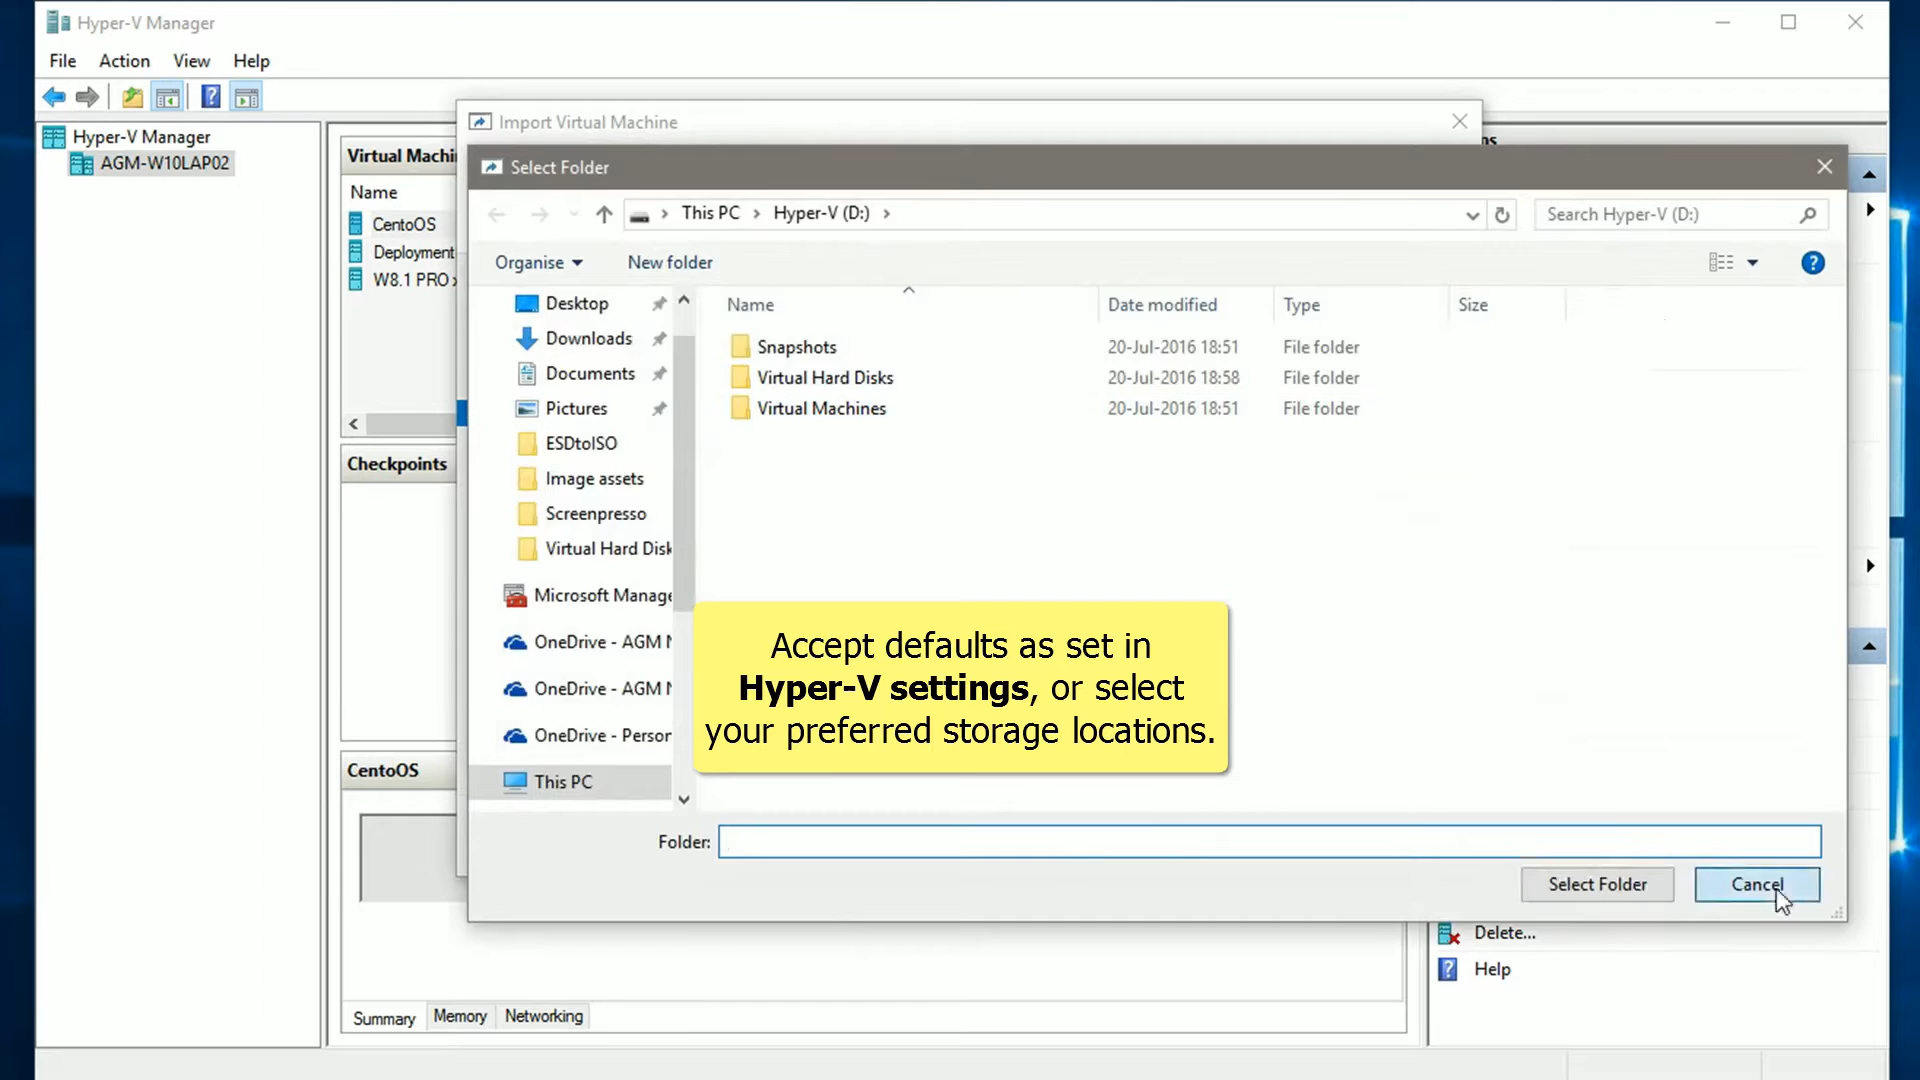 Hyper-V Manager
File Action View Help
Hyper-V Manager
AGM-W10LAP02
Virtual Machi
Name
CentoOS
Deployment
W8.1 PRO x
Checkpoints
CentoOS
Summary Memory Networking
Import Virtual Machine
ns
Select Folder
This PC Hyper-V (D:)
Search Hyper-V (D:)
Organise New folder
Desktop
Downloads
Documents
Pictures
ESDtoISO
Image assets
Screenpresso
Virtual Hard Disk
Microsoft Manage
OneDrive - AGM N
OneDrive - AGM N
OneDrive - Person
This PC
Name Date modified Type Size
Snapshots 20-Jul-2016 18:51 File folder
Virtual Hard Disks 20-Jul-2016 18:58 File folder
Virtual Machines 20-Jul-2016 18:51 File folder
Accept defaults as set in
Hyper-V settings, or select
your preferred storage locations.
Folder:
Select Folder Cancel
Delete...
Help